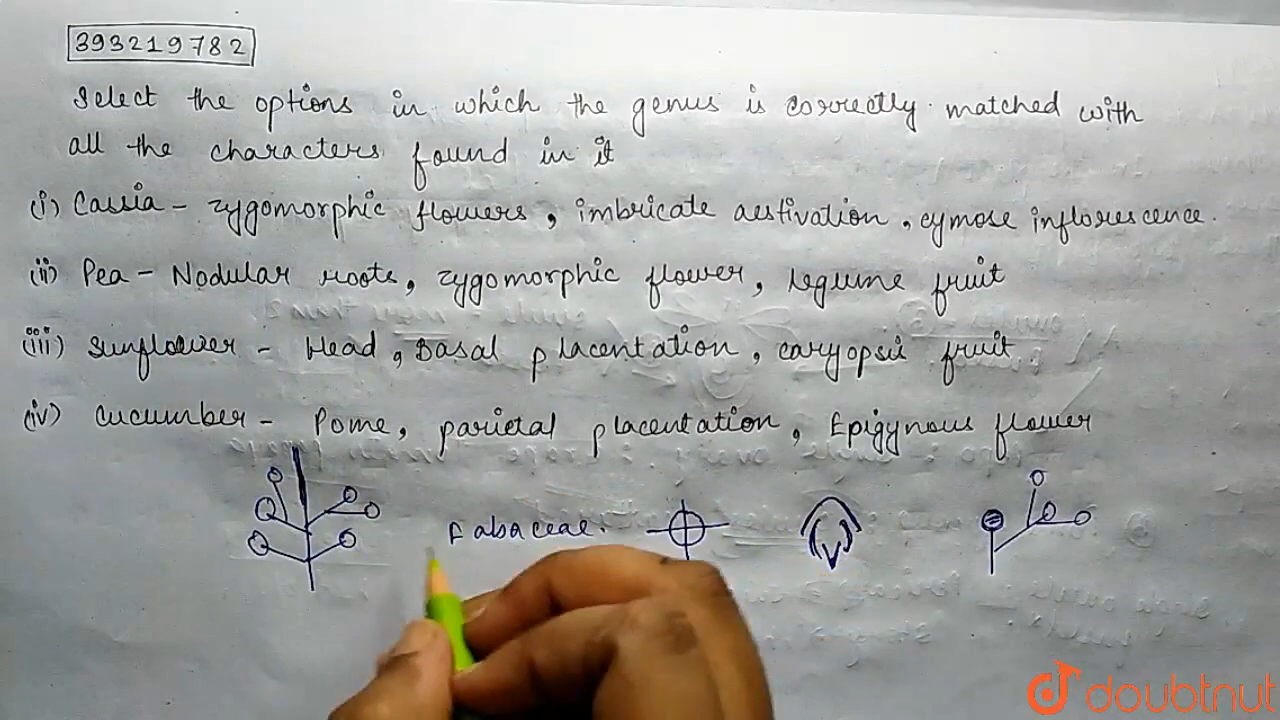 393219782
Select the options in which the genus is correctly matched with
all the characters found in it
(i) Cassia - zygomorphic flowers, imbricate aestivation, cymose inflorescence.
(ii) Pea - Nodular roots, zygomorphic flower, legume fruit
(iii) Sunflower - Head, Basal placentation, caryopsis fruit
(iv) Cucumber - Pome, parietal placentation, Epigynous flower
Fabaceae.
doubtnut